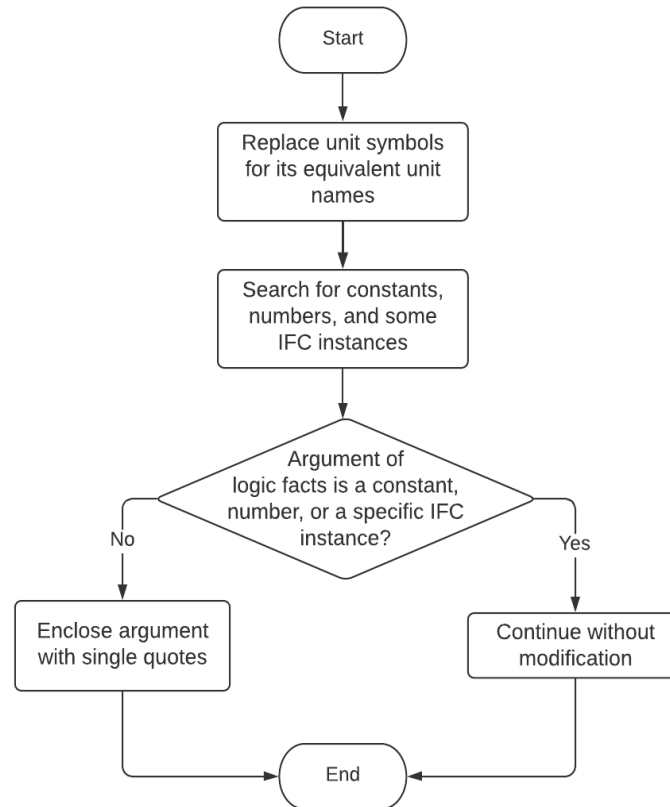 Start
Replace unit symbols
for its equivalent unit
names
Search for constants,
numbers, and some
IFC instances
Argument of
logic facts is a constant,
number, or a specific IFC
instance?
No
Yes
Enclose argument
with single quotes
Continue without
modification
End